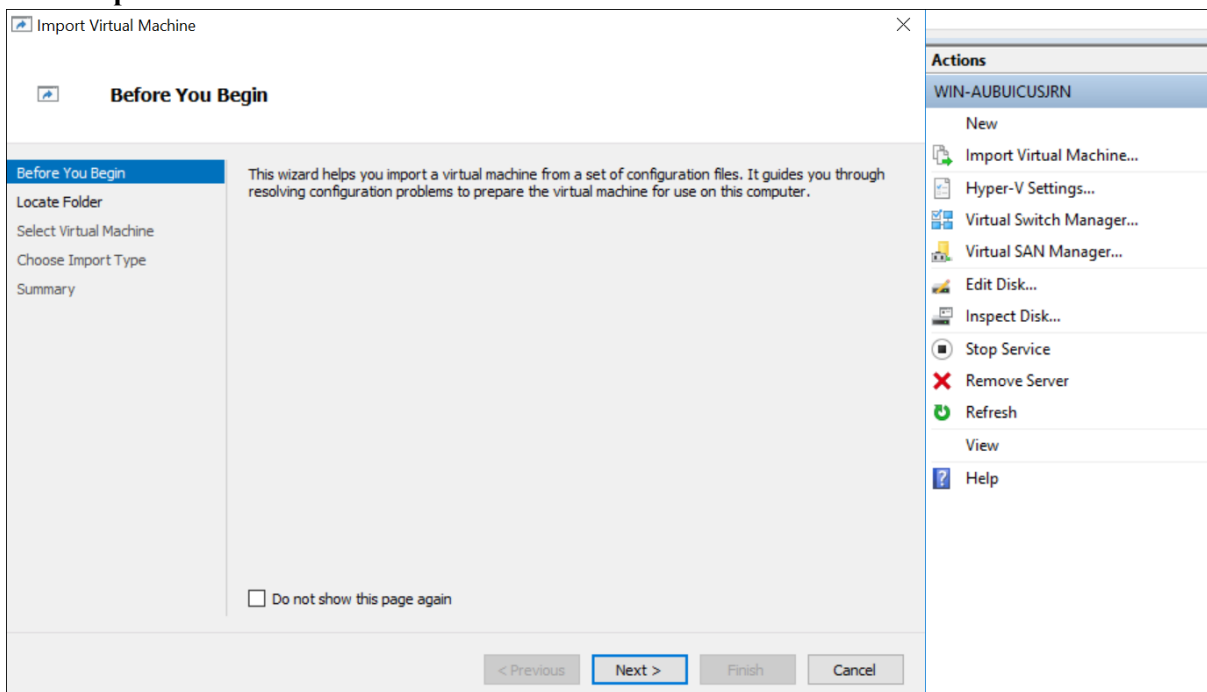 Import Virtual Machine
Before You Begin
Before You Begin
Locate Folder
Select Virtual Machine
Choose Import Type
Summary
This wizard helps you import a virtual machine from a set of configuration files. It guides you through
resolving configuration problems to prepare the virtual machine for use on this computer.
Do not show this page again
< Previous
Next >
Finish
Cancel
Actions
WIN-AUBUICUSJRN
New
Import Virtual Machine...
Hyper-V Settings...
Virtual Switch Manager...
Virtual SAN Manager...
Edit Disk...
Inspect Disk...
Stop Service
Remove Server
Refresh
View
Help